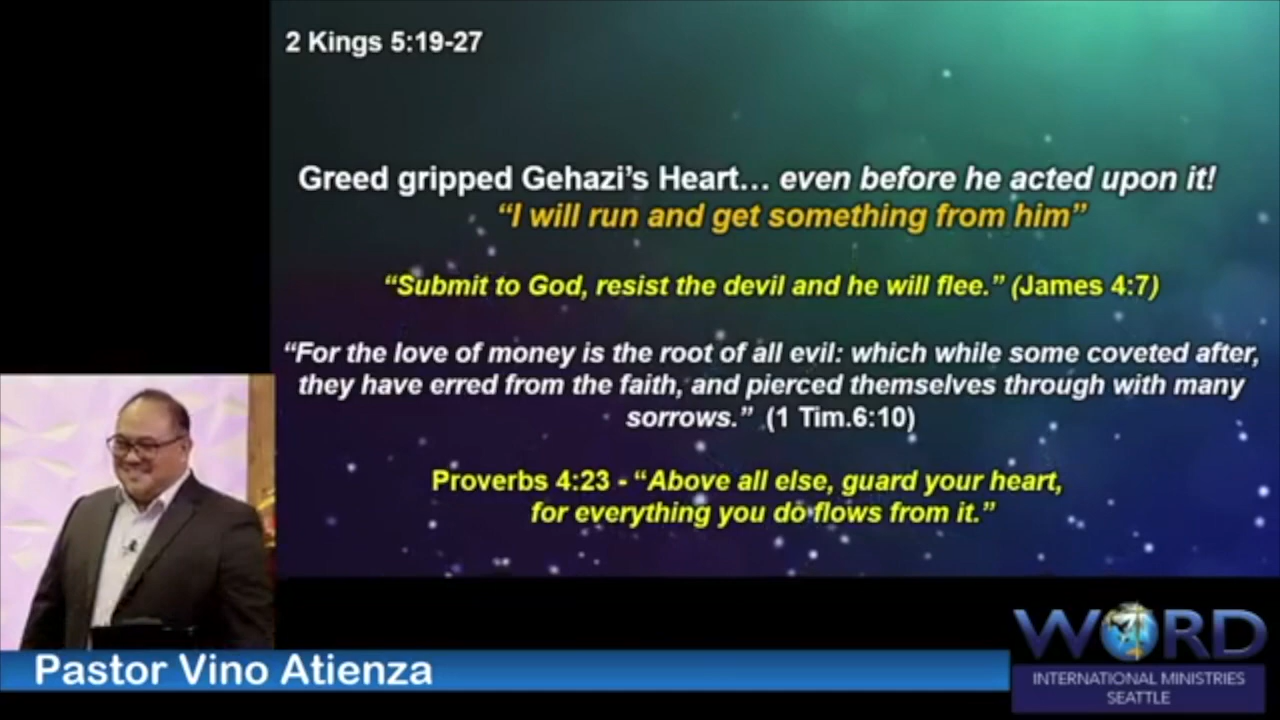 2 Kings 5:19-27
Greed gripped Gehazi's Heart... even before he acted upon it!
“I will run and get something from him”
“Submit to God, resist the devil and he will flee.” (James 4:7)
“For the love of money is the root of all evil: which while some coveted after,
they have erred from the faith, and pierced themselves through with many
sorrows.” (1 Tim.6:10)
Proverbs 4:23 - “Above all else, guard your heart,
for everything you do flows from it.”
Pastor Vino Atienza
WORD
INTERNATIONAL MINISTRIES
SEATTLE